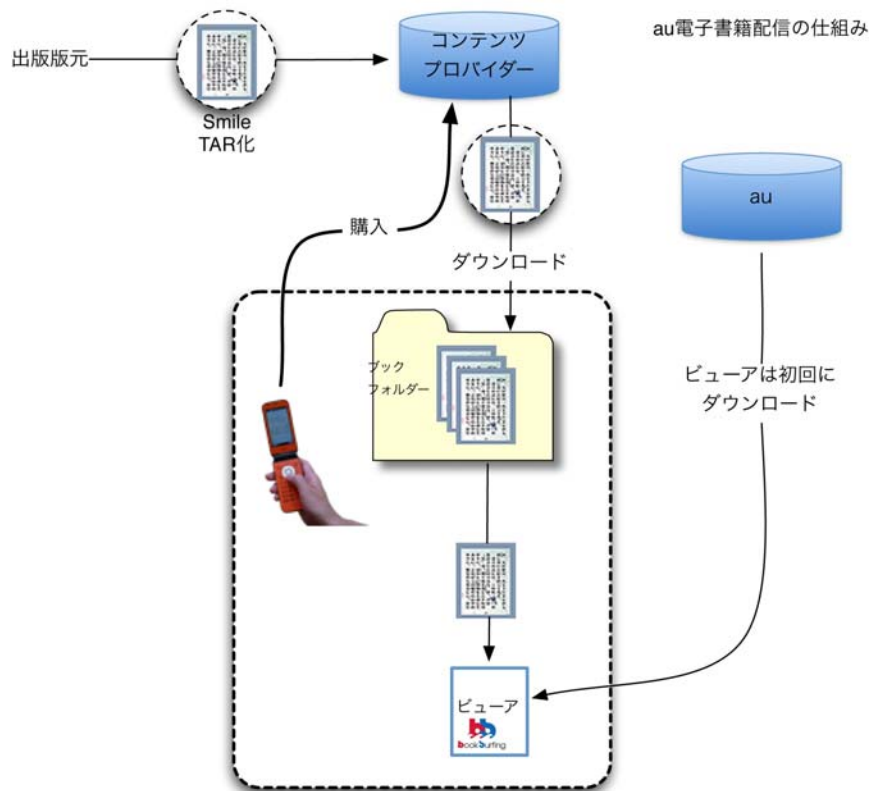 au電子書籍配信の仕組み
出版版元
Smile
TAR化
コンテンツ
プロバイダー
au
購入
ダウンロード
ブック
フォルダー
ビューアは初回に
ダウンロード
ビューア
bookSurfing